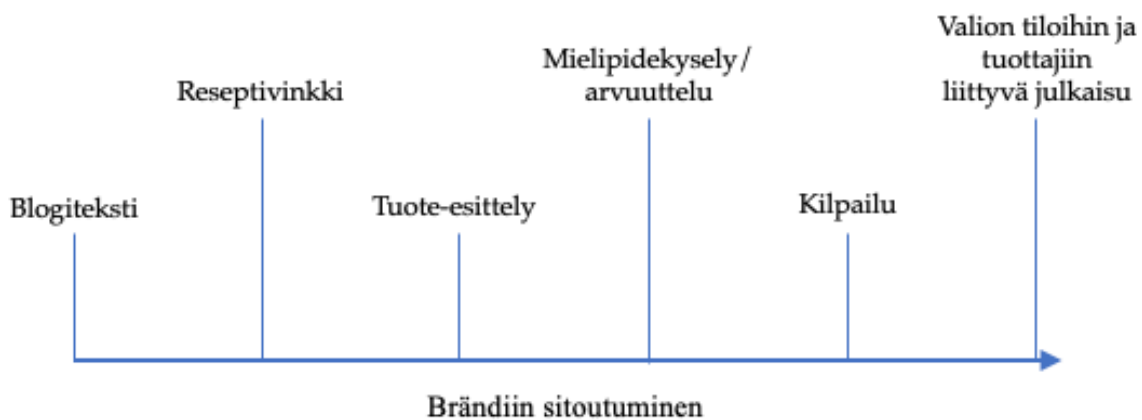 Valion tiloihin ja
tuottajiin
liittyvä julkaisu
Mielipidekysely/
arvuuttelu
Reseptivinkki
Blogiteksti
Tuote-esittely
Kilpailu
Brändiin sitoutuminen